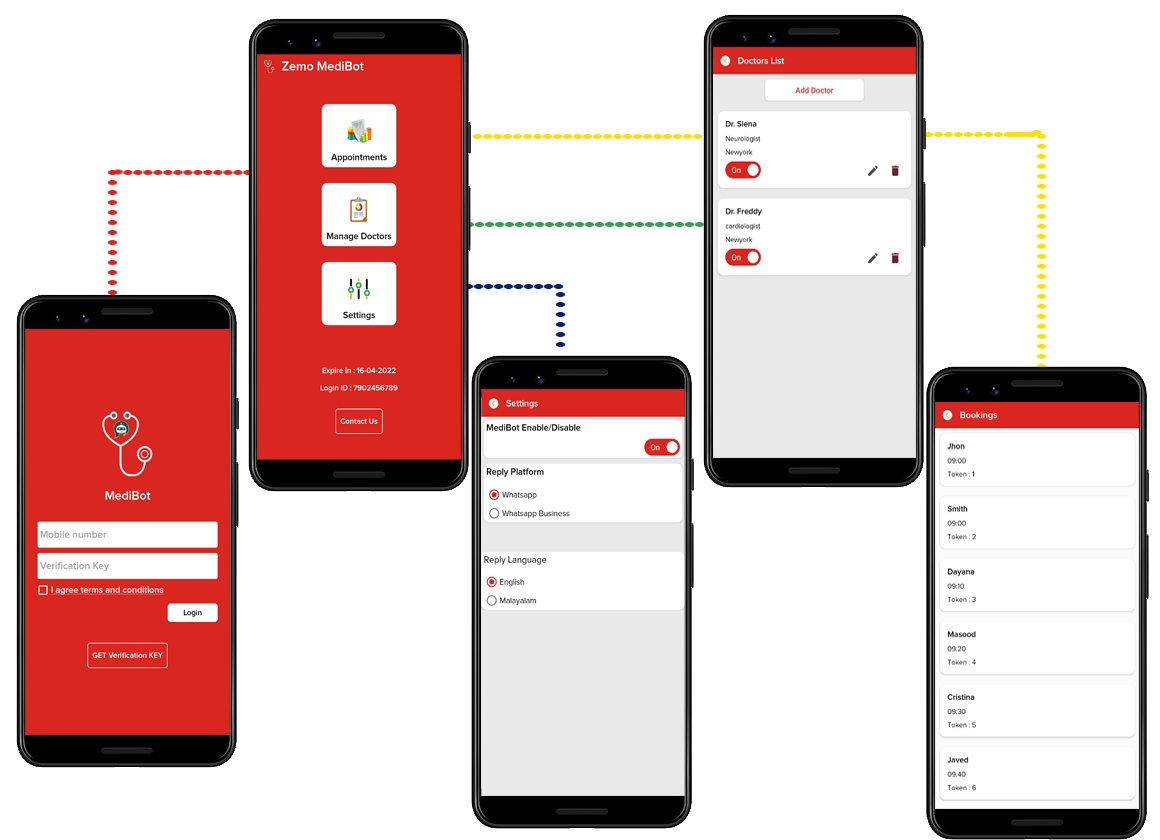 Zemo MediBot
Appointments
Manage Doctors
Settings
Expire In : 16-04-2022
Login ID : 7902456789
Contact Us
Doctors List
Add Doctor
Dr. Siena
Neurologist
Newyork
On
Dr. Freddy
cardiologist
Newyork
On
MediBot
Mobile number
Verification Key
I agree terms and conditions
Login
GET Verification KEY
Settings
MediBot Enable/Disable
On
Reply Platform
Whatsapp
Whatsapp Business
Reply Language
English
Malayalam
Bookings
Jhon
09:00
Token : 1
Smith
09:00
Token : 2
Dayana
09:10
Token : 3
Masood
09:20
Token : 4
Cristina
09:30
Token : 5
Javed
09:40
Token : 6